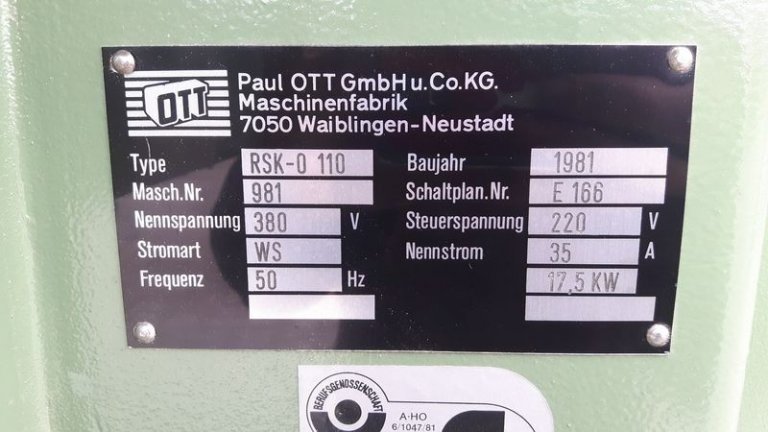 OTT
Paul OTT GmbH u. Co. KG.
Maschinenfabrik
7050 Waiblingen-Neustadt
Type RSK-0 110 Baujahr 1981
Masch.Nr. 981 Schaltplan.Nr. E 166
Nennspannung 380 V Steuerspannung 220 V
Stromart WS Nennstrom 35 A
Frequenz 50 Hz 17,5 KW
BERUFSGENOSSENSCHAFT
A-HO
6/1047/81